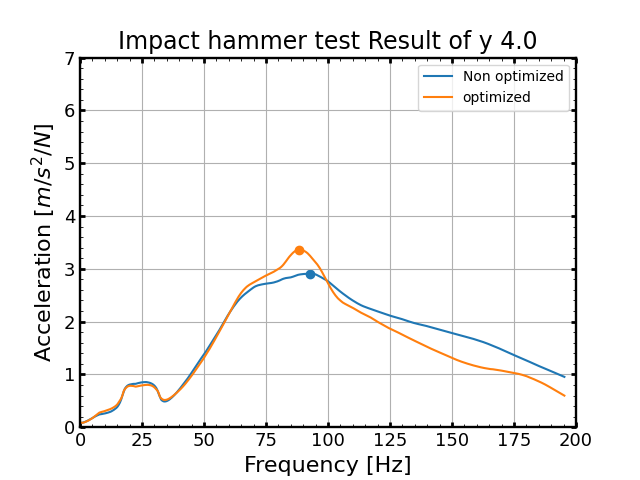 Impact hammer test Result of y 4.0
Non optimized
optimized
7
6
5
4
3
2
1
0
Acceleration [m/s²/N]
0 25 50 75 100 125 150 175 200
Frequency [Hz]